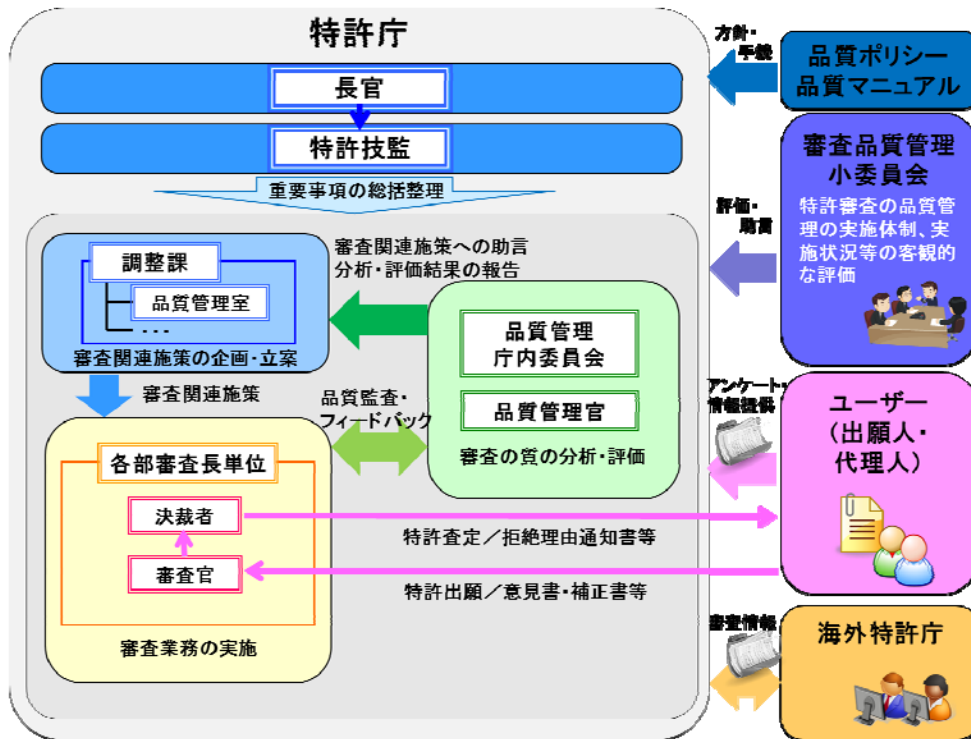 特許庁
長官
特許技監
重要事項の総括整理
調整課
品質管理室
・・・
審査関連施策の企画・立案
審査関連施策
審査関連施策への助言
分析・評価結果の報告
品質管理
庁内委員会
品質管理官
審査の質の分析・評価
品質監査・
フィードバック
各部審査長単位
決裁者
審査官
審査業務の実施
特許査定／拒絶理由通知書等
特許出願／意見書・補正書等
方針・
手続
品質ポリシー
品質マニュアル
評価・
助言
審査品質管理
小委員会
特許審査の品質管
理の実施体制、実
施状況等の客観的
な評価
アンケート・
情報提供
ユーザー
（出願人・
代理人）
審査情報
海外特許庁